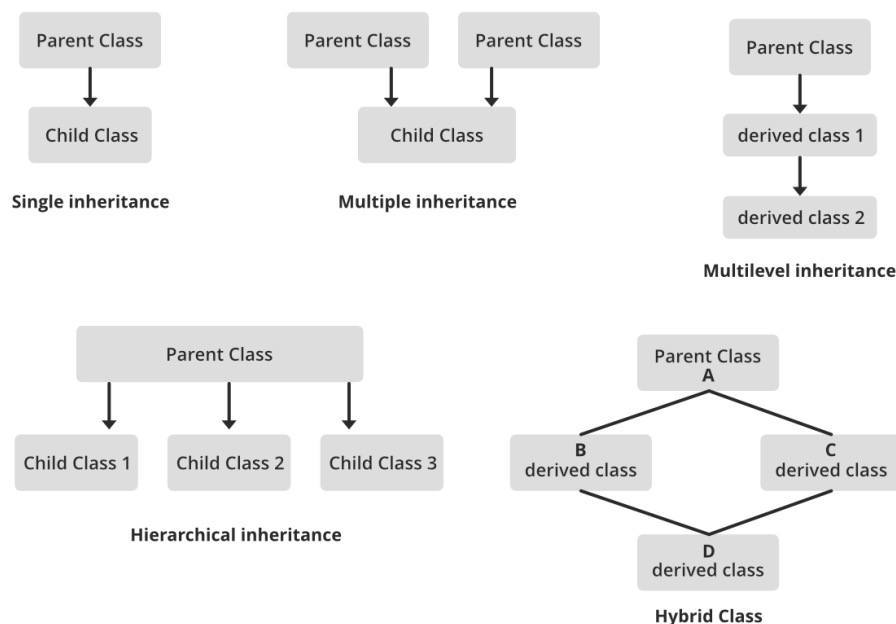 Parent Class
Child Class
Single inheritance
Parent Class
Parent Class
Child Class
Multiple inheritance
Parent Class
derived class 1
derived class 2
Multilevel inheritance
Parent Class
Child Class 1
Child Class 2
Child Class 3
Hierarchical inheritance
Parent Class
A
B
derived class
C
derived class
D
derived class
Hybrid Class